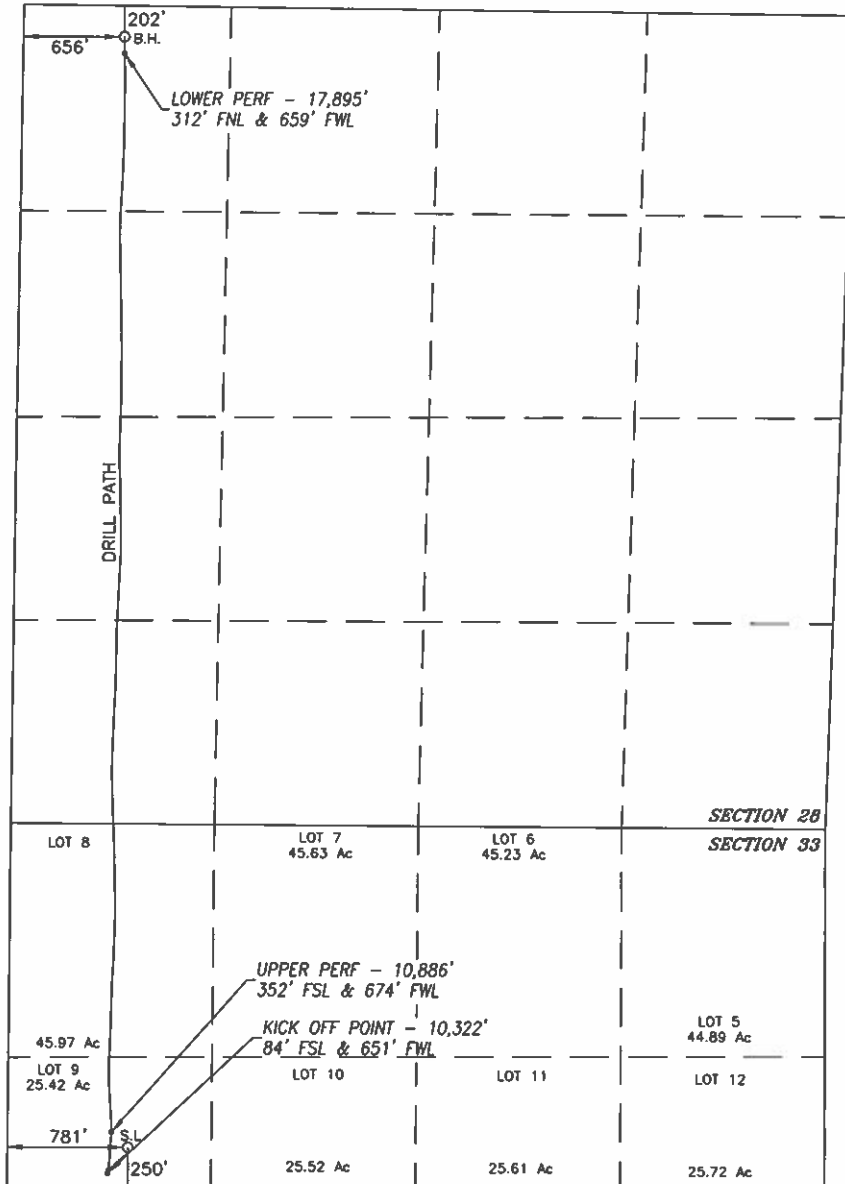 202'
B.H.
656'
LOWER PERF - 17,895'
312' FNL & 659' FWL
DRILL PATH
SECTION 28
SECTION 33
LOT 8
LOT 7
45.63 Ac
LOT 6
45.23 Ac
UPPER PERF - 10,886'
352' FSL & 674' FWL
KICK OFF POINT - 10,322'
84' FSL & 651' FWL
LOT 5
44.89 Ac
45.97 Ac
LOT 9
25.42 Ac
LOT 10
LOT 11
LOT 12
781'
S.L.
250'
25.52 Ac
25.61 Ac
25.72 Ac